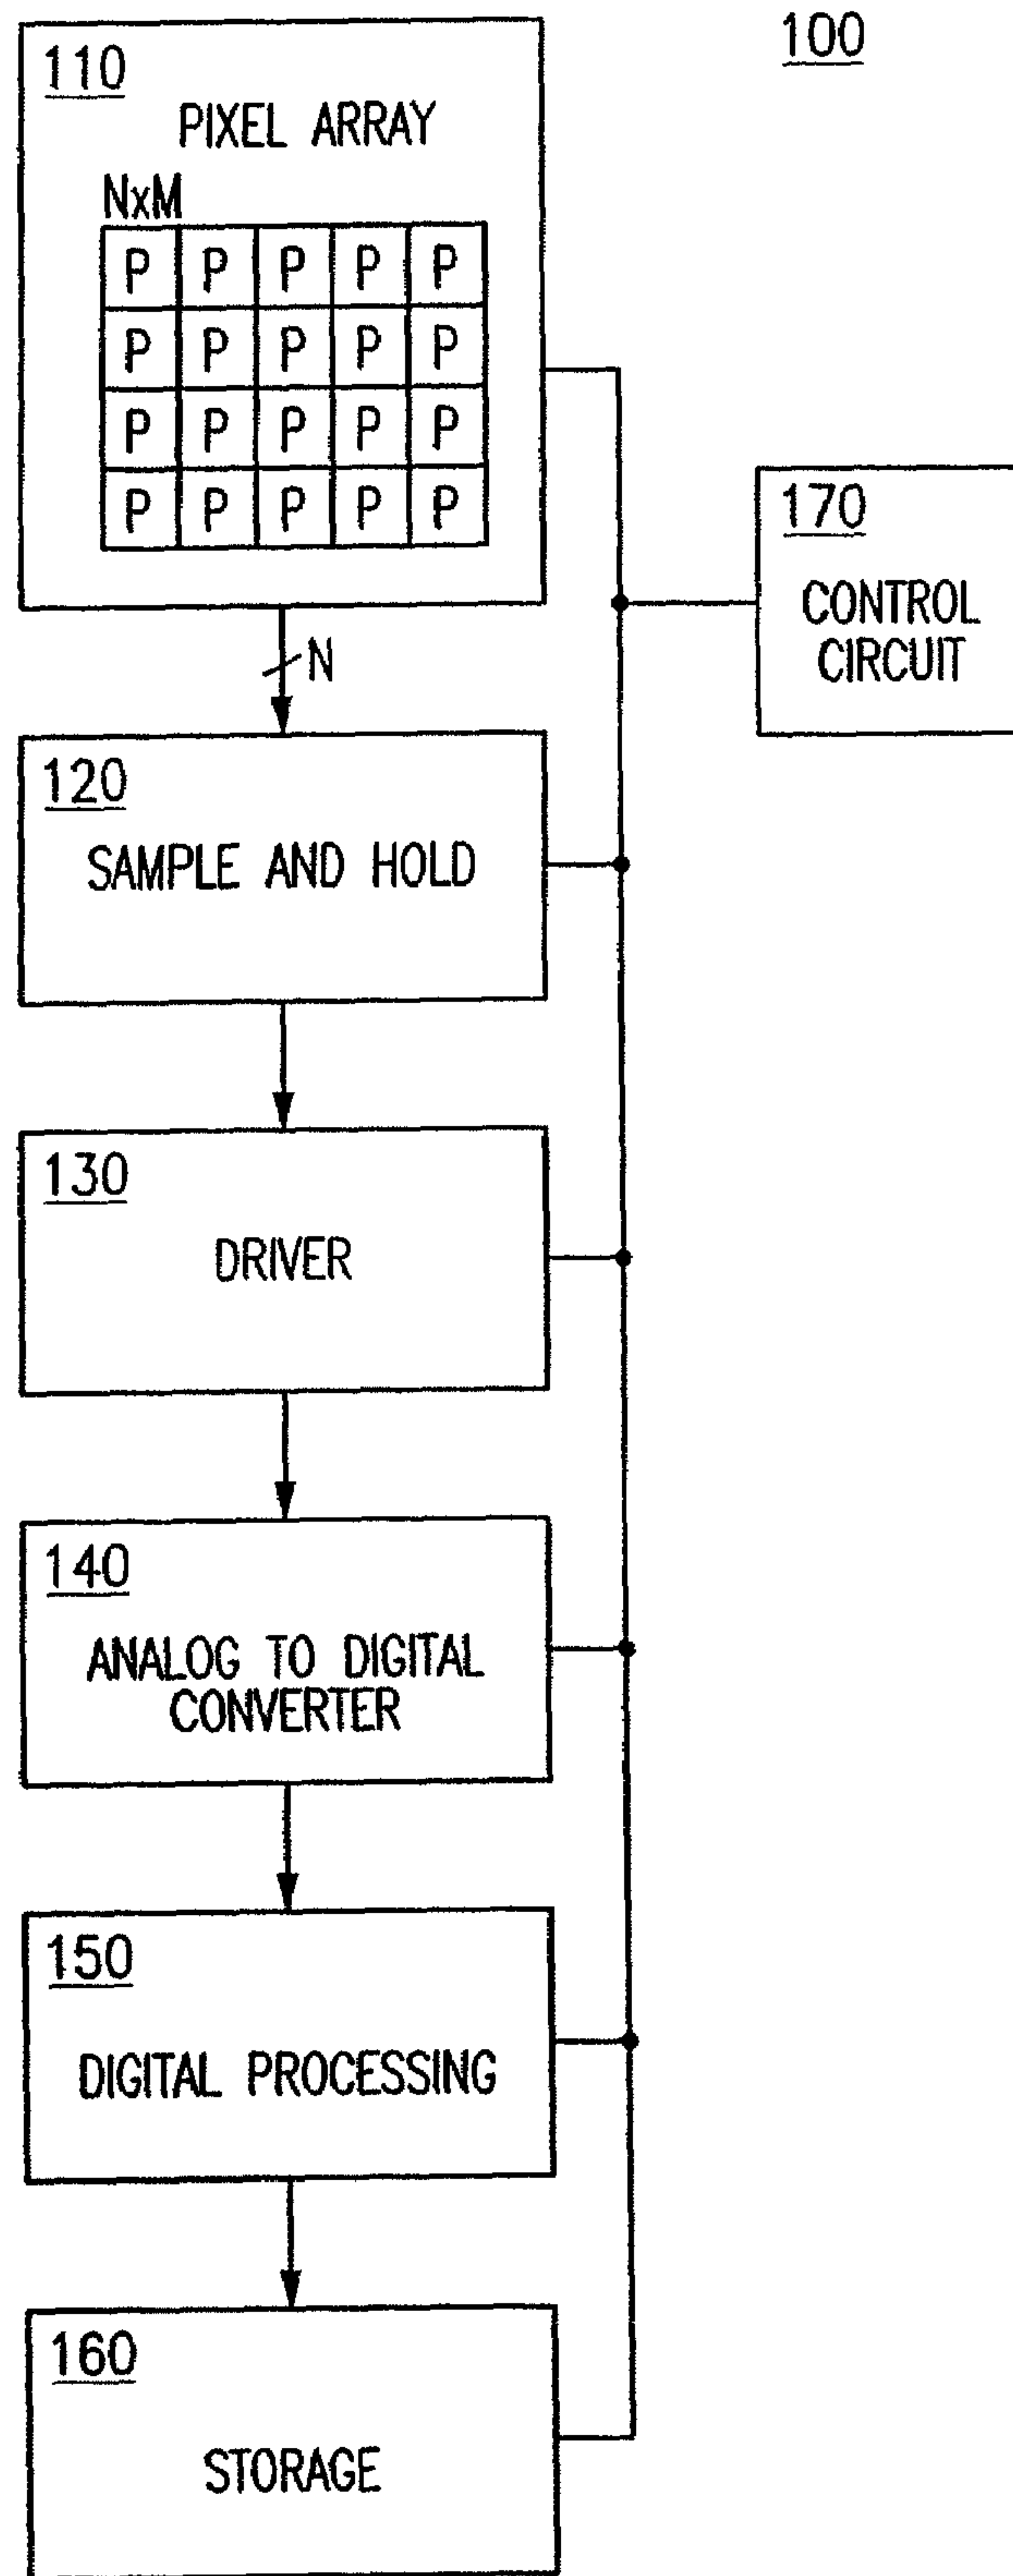 100
110
PIXEL ARRAY
NxM
P P P P P
P P P P P
P P P P P
P P P P P
N
170
CONTROL
CIRCUIT
120
SAMPLE AND HOLD
130
DRIVER
140
ANALOG TO DIGITAL
CONVERTER
150
DIGITAL PROCESSING
160
STORAGE